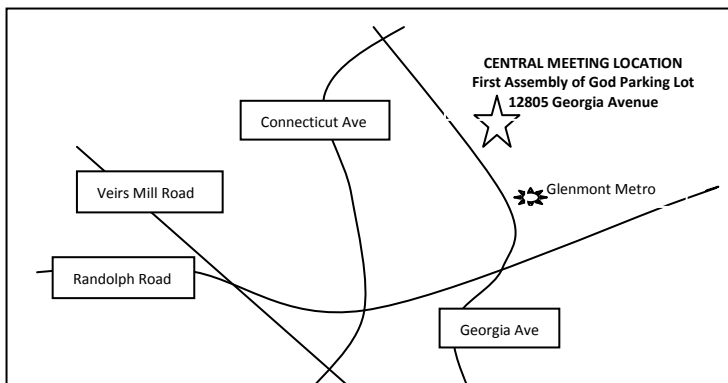 CENTRAL MEETING LOCATION
First Assembly of God Parking Lot
12805 Georgia Avenue
Connecticut Ave
Veirs Mill Road
Glenmont Metro
Randolph Road
Georgia Ave